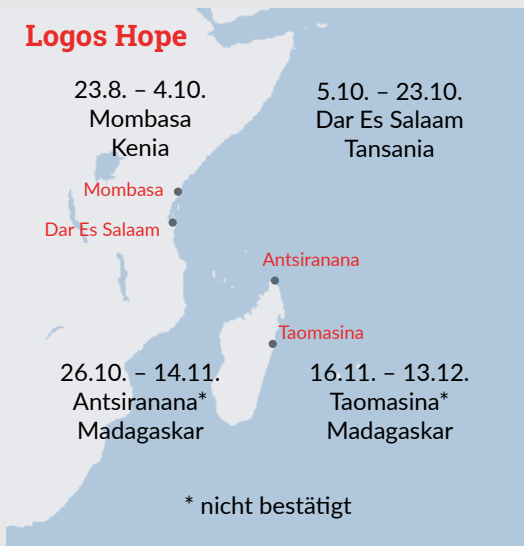 Logos Hope
23.8. – 4.10.
Mombasa
Kenia
5.10. – 23.10.
Dar Es Salaam
Tansania
Mombasa
Dar Es Salaam
Antsiranana
Taomasina
26.10. – 14.11.
Antsiranana*
Madagaskar
16.11. – 13.12.
Taomasina*
Madagaskar
* nicht bestätigt